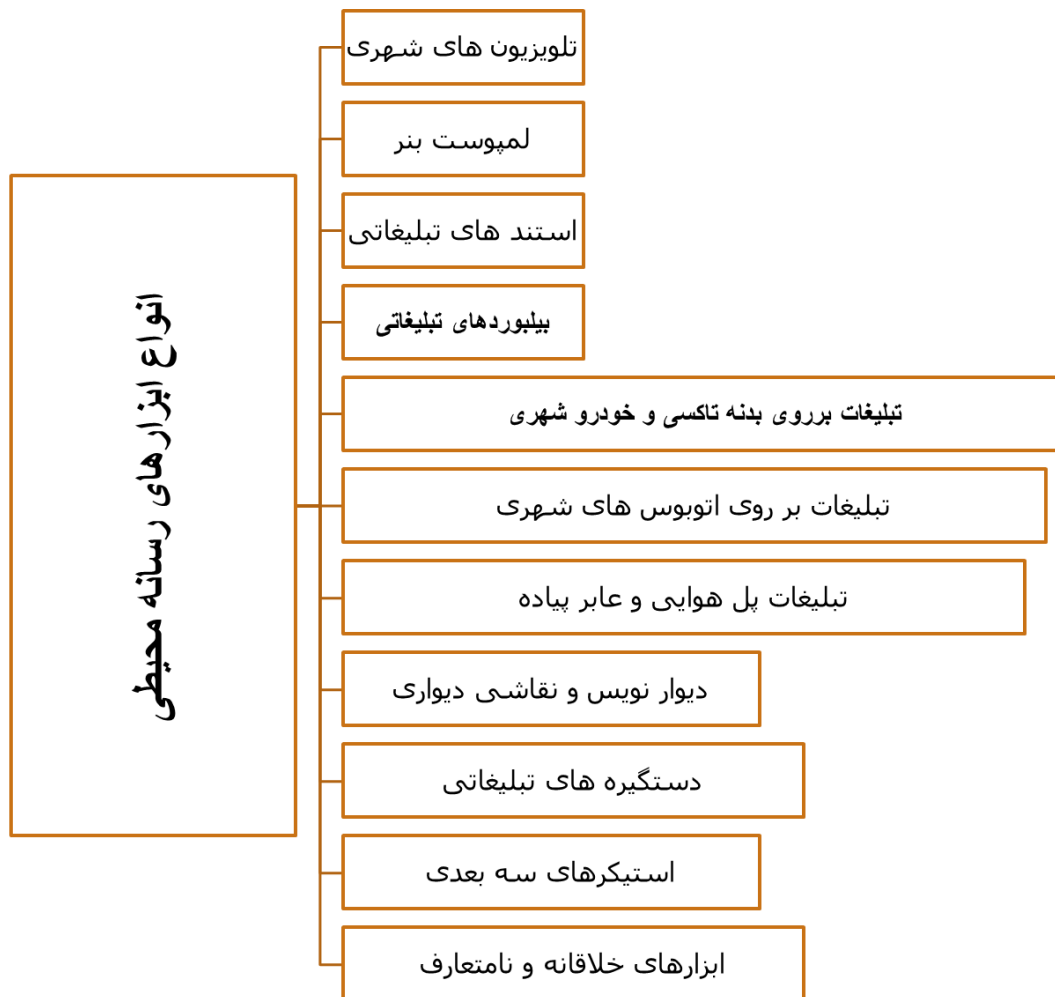 انواع ابزارهای رسانه محیطی
تلویزیون های شهری
لمپوست بنر
استند های تبلیغاتی
بیلبوردهای تبلیغاتی
تبلیغات برروی بدنه تاکسی و خودرو شهری
تبلیغات بر روی اتوبوس های شهری
تبلیغات پل هوایی و عابر پیاده
دیوار نویس و نقاشی دیواری
دستگیره های تبلیغاتی
استیکرهای سه بعدی
ابزارهای خلاقانه و نامتعارف